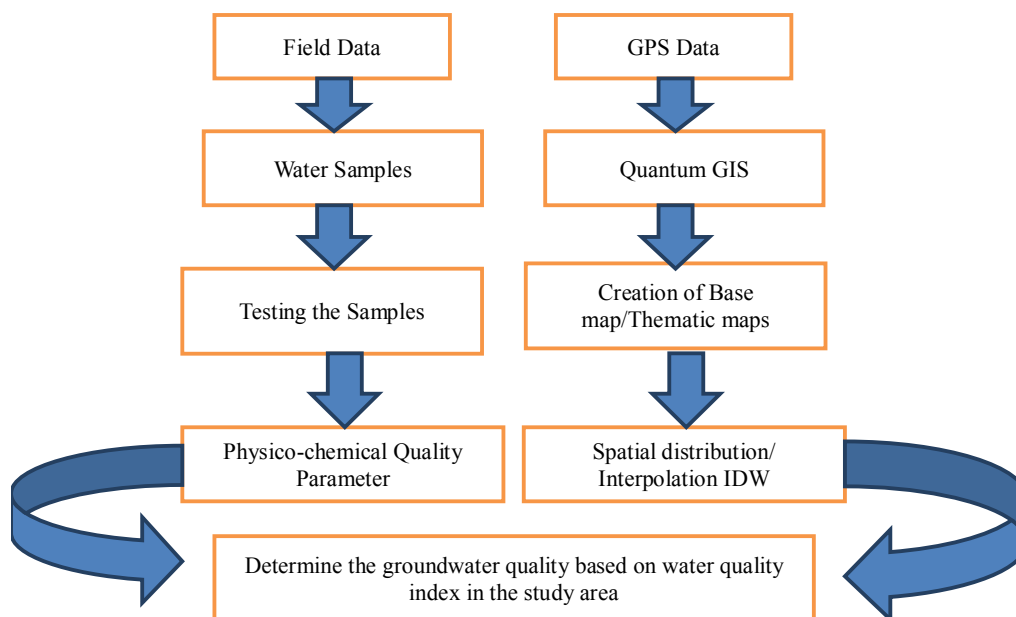 Field Data
GPS Data
Water Samples
Quantum GIS
Testing the Samples
Creation of Base
map/Thematic maps
Physico-chemical Quality
Parameter
Spatial distribution/
Interpolation IDW
Determine the groundwater quality based on water quality
index in the study area